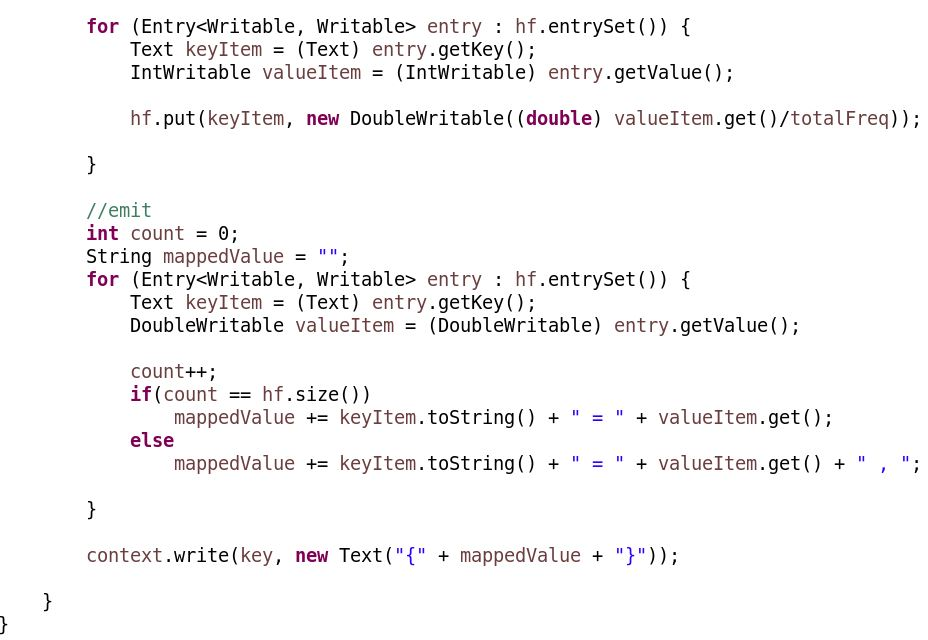 for (Entry<Writable, Writable> entry : hf.entrySet()) {
Text keyItem = (Text) entry.getKey();
IntWritable valueItem = (IntWritable) entry.getValue();
hf.put(keyItem, new DoubleWritable((double) valueItem.get()/totalFreq));
}
//emit
int count = 0;
String mappedValue = "";
for (Entry<Writable, Writable> entry : hf.entrySet()) {
Text keyItem = (Text) entry.getKey();
DoubleWritable valueItem = (DoubleWritable) entry.getValue();
count++;
if(count == hf.size())
mappedValue += keyItem.toString() + " = " + valueItem.get();
else
mappedValue += keyItem.toString() + " = " + valueItem.get() + " , ";
}
context.write(key, new Text("{" + mappedValue + "}"));
}
}